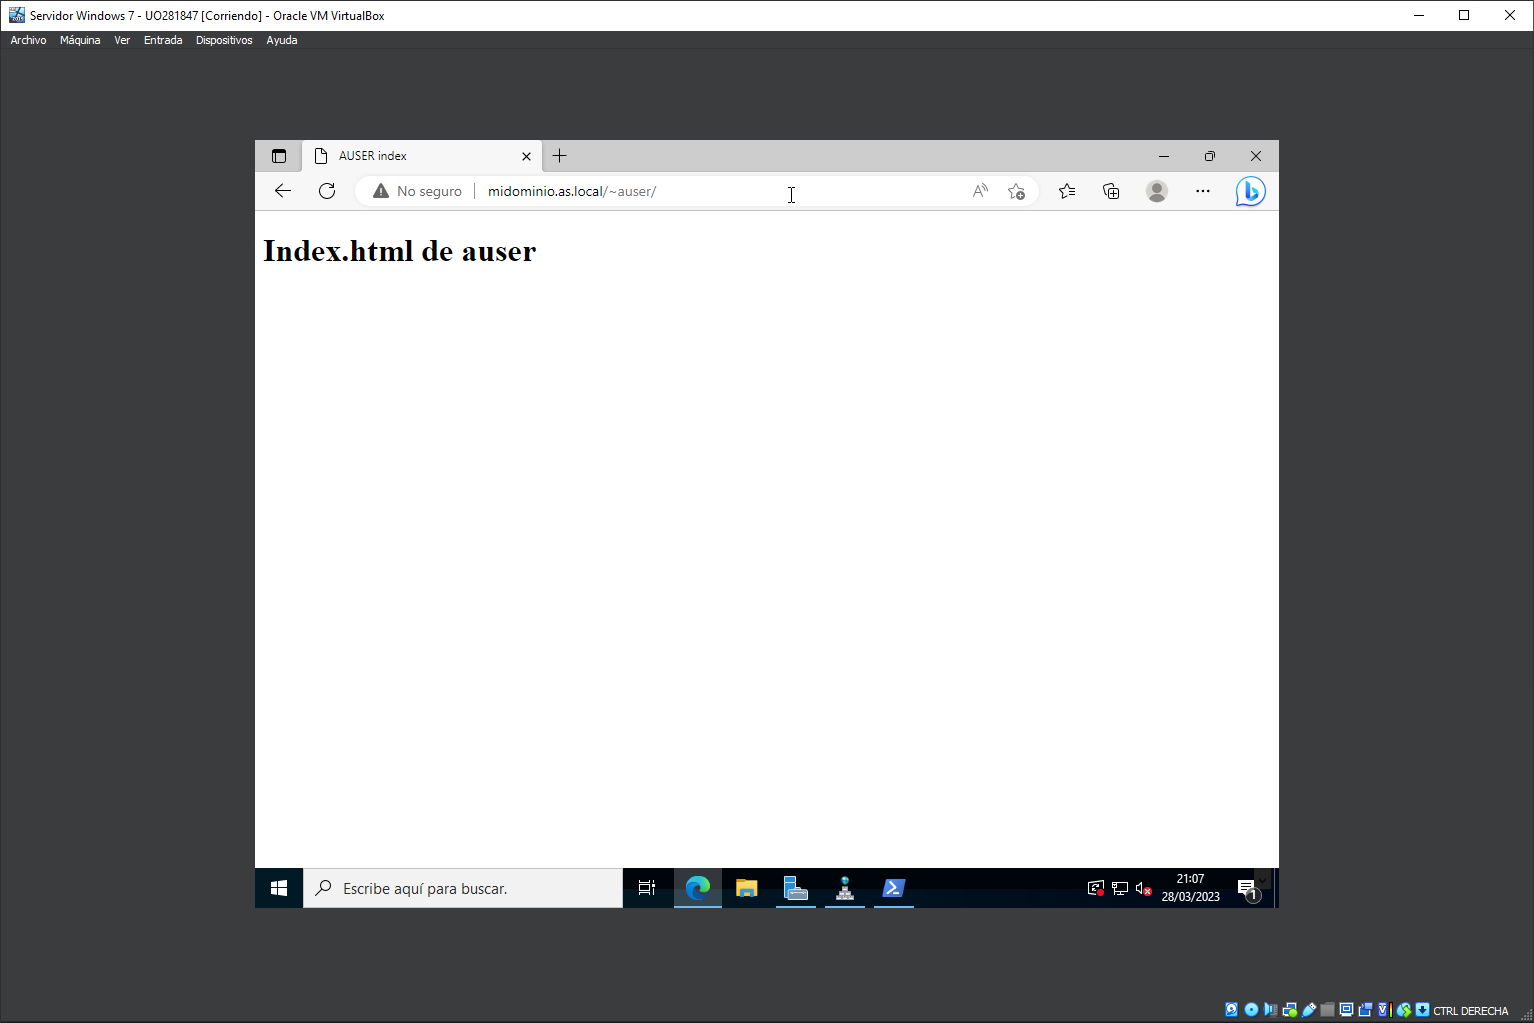 Servidor Windows 7 - UO281847 [Corriendo] - Oracle VM VirtualBox
Archivo Máquina Ver Entrada Dispositivos Ayuda
AUSER index
No seguro midominio.as.local/~auser/
Index.html de auser
Escribe aquí para buscar.
21:07
28/03/2023
1
CTRL DERECHA